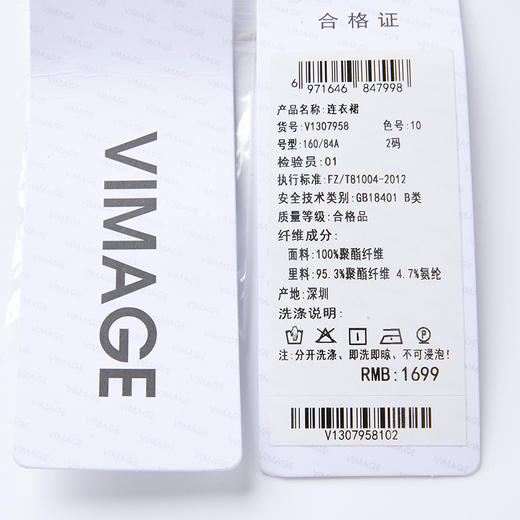 VIMAGE
合格证
6 971646 847998
产品名称:连衣裙
货号:V1307958 色号:10
号型:160/84A 2码
检验员:01
执行标准:FZ/T81004-2012
安全技术类别:GB18401 B类
质量等级:合格品
纤维成分:
面料:100%聚酯纤维
里料:95.3%聚酯纤维 4.7%氨纶
产地:深圳
洗涤说明:
注:分开洗涤、即洗即晾、不可浸泡!
RMB:1699
V1307958102